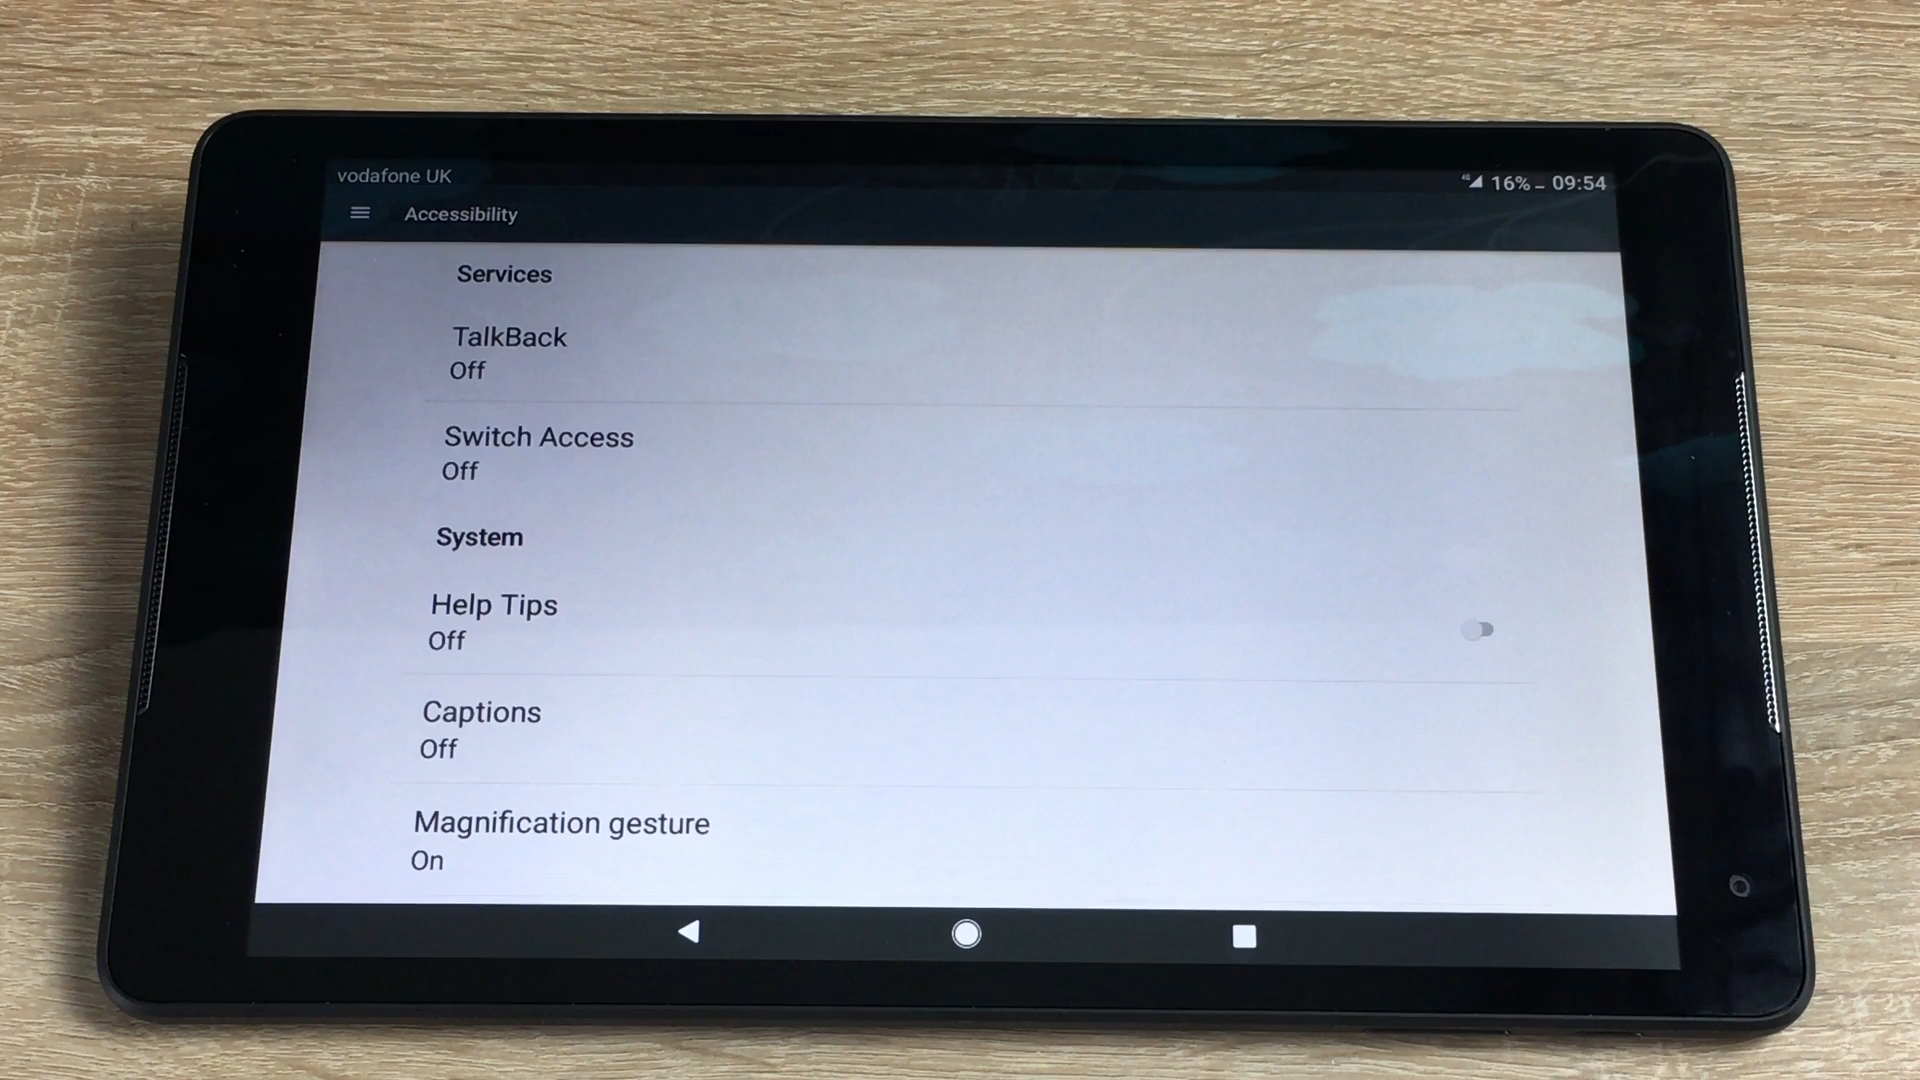 vodafone UK
4G 16% 09:54
Accessibility
Services
TalkBack
Off
Switch Access
Off
System
Help Tips
Off
Captions
Off
Magnification gesture
On